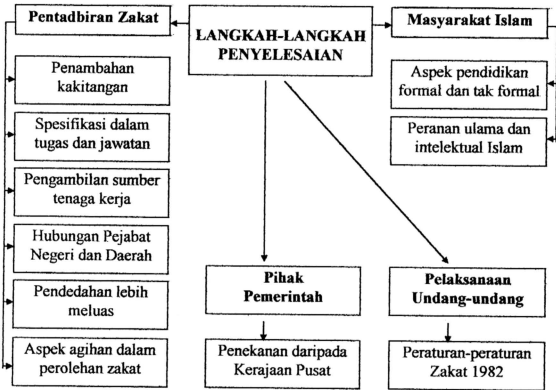 Pentadbiran Zakat
LANGKAH-LANGKAH
PENYELESAIAN
Masyarakat Islam
Penambahan
kakitangan
Spesifikasi dalam
tugas dan jawatan
Pengambilan sumber
tenaga kerja
Hubungan Pejabat
Negeri dan Daerah
Pendedahan lebih
meluas
Aspek agihan dalam
perolehan zakat
Aspek pendidikan
formal dan tak formal
Peranan ulama dan
intelektual Islam
Pihak
Pemerintah
Penekanan daripada
Kerajaan Pusat
Pelaksanaan
Undang-undang
Peraturan-peraturan
Zakat 1982